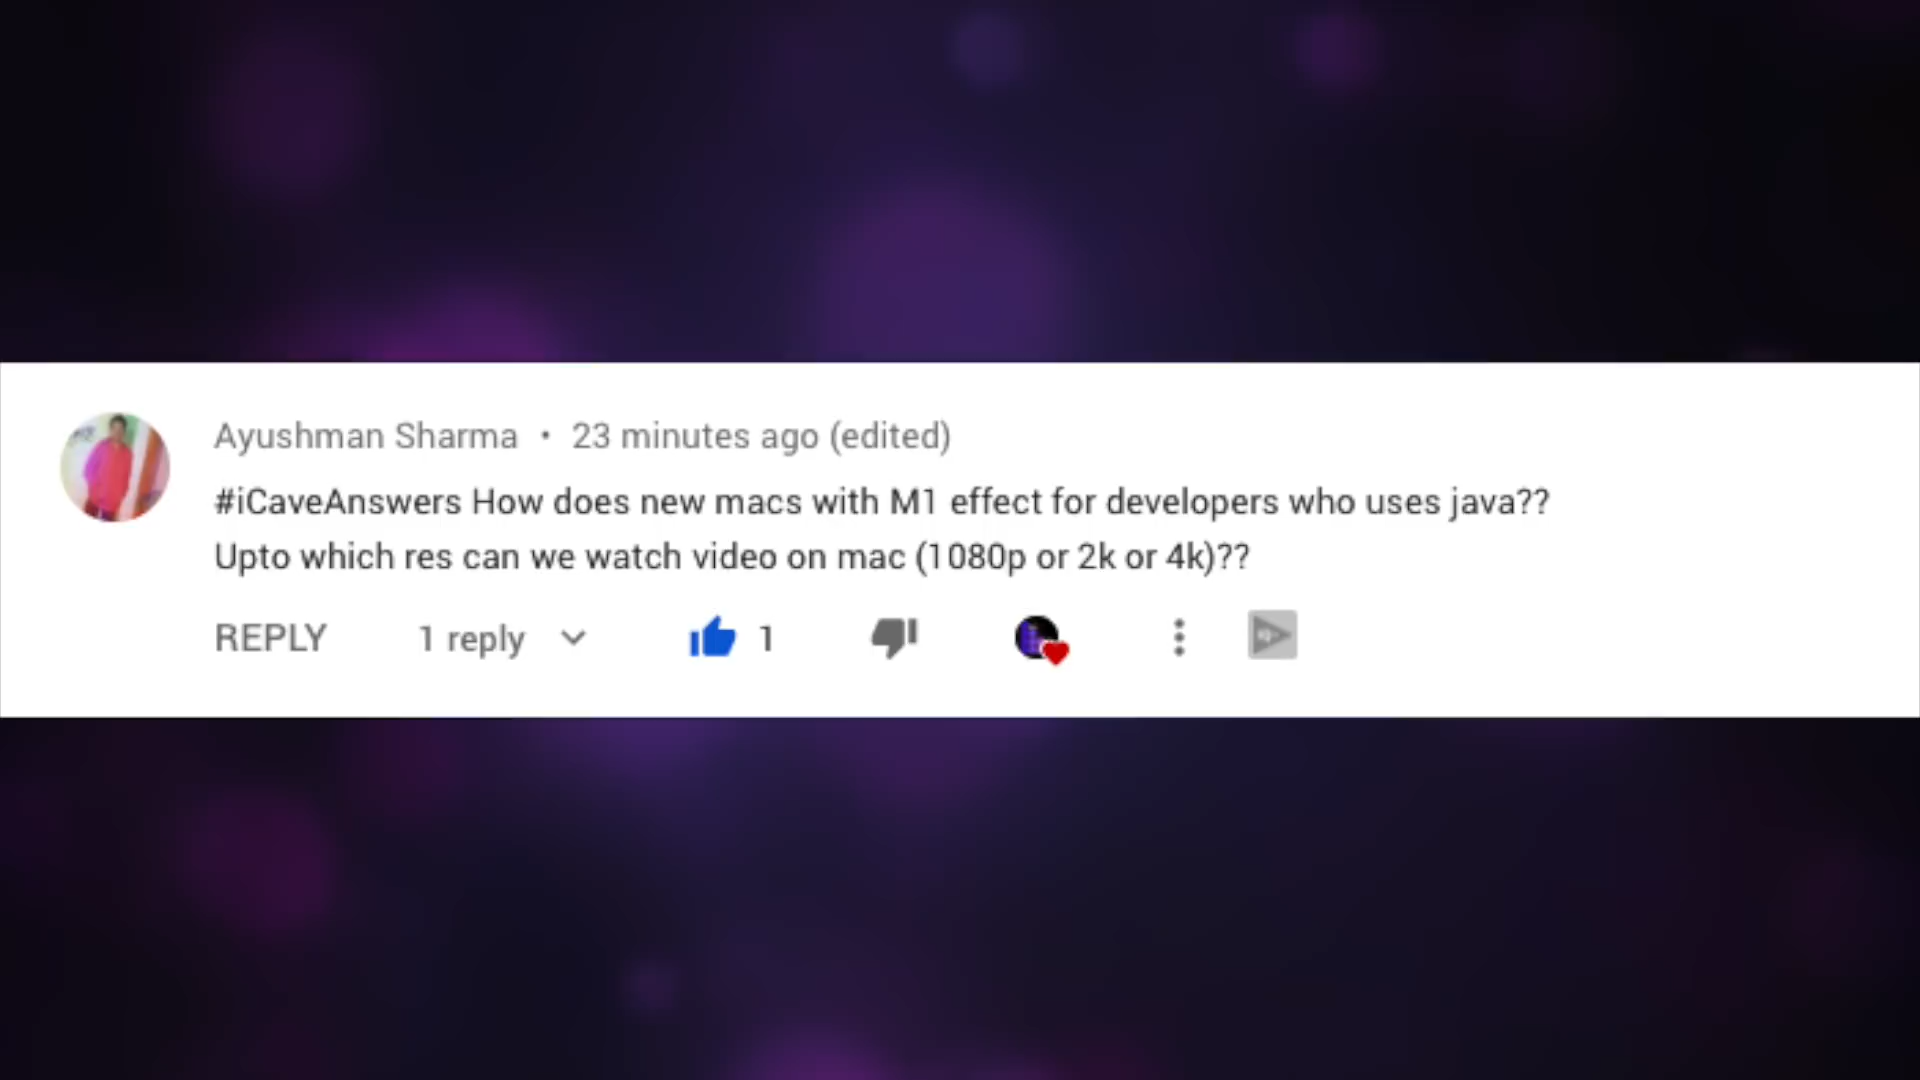 Ayushman Sharma • 23 minutes ago (edited)
#iCaveAnswers How does new macs with M1 effect for developers who uses java??
Upto which res can we watch video on mac (1080p or 2k or 4k)??
REPLY 1 reply 1